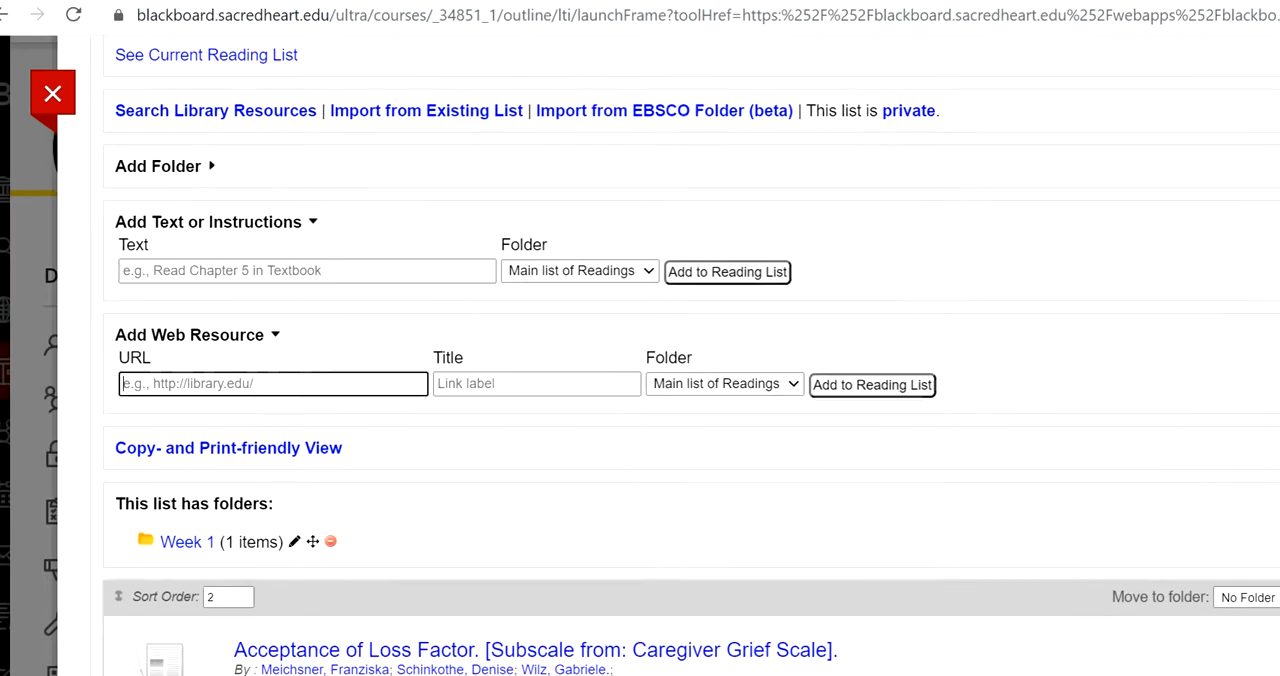 blackboard.sacredheart.edu/ultra/courses/_34851_1/outline/lti/launchFrame?toolHref=https:%252F%252Fblackboard.sacredheart.edu%252Fwebapps%252Fblackbo
See Current Reading List
Search Library Resources | Import from Existing List | Import from EBSCO Folder (beta) | This list is private.
Add Folder
Add Text or Instructions
Text Folder
e.g., Read Chapter 5 in Textbook Main list of Readings Add to Reading List
Add Web Resource
URL Title Folder
e.g., http://library.edu/ Link label Main list of Readings Add to Reading List
Copy- and Print-friendly View
This list has folders:
Week 1 (1 items)
Sort Order: 2 Move to folder: No Folder
Acceptance of Loss Factor. [Subscale from: Caregiver Grief Scale].
By : Meichsner, Franziska; Schinkothe, Denise; Wilz, Gabriele.;